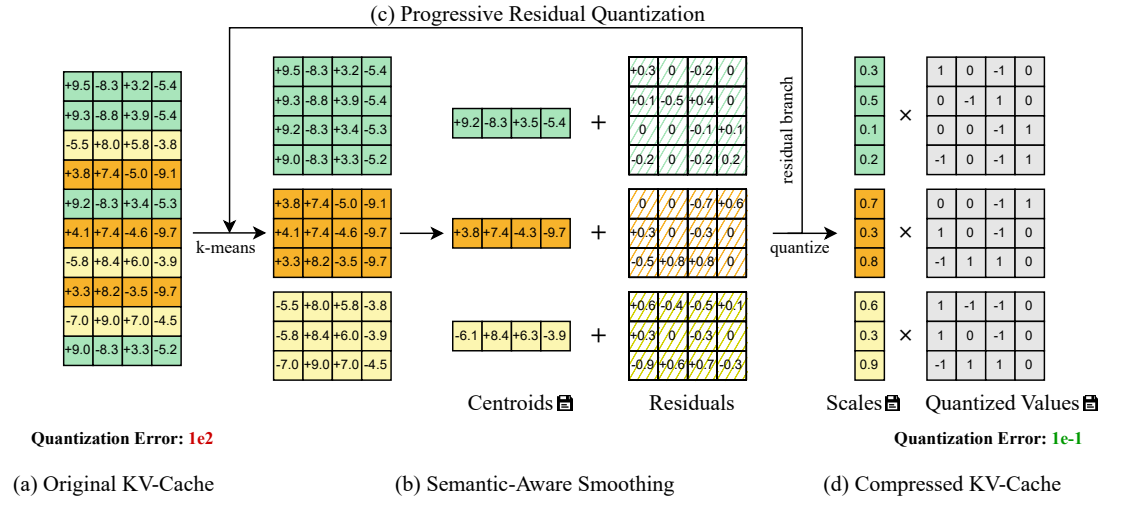 (c) Progressive Residual Quantization
+9.5 -8.3 +3.2 -5.4
+9.3 -8.8 +3.9 -5.4
-5.5 +8.0 +5.8 -3.8
+3.8 +7.4 -5.0 -9.1
+9.2 -8.3 +3.4 -5.3
+4.1 +7.4 -4.6 -9.7
-5.8 +8.4 +6.0 -3.9
+3.3 +8.2 -3.5 -9.7
-7.0 +9.0 +7.0 -4.5
+9.0 -8.3 +3.3 -5.2
k-means
+9.5 -8.3 +3.2 -5.4
+9.3 -8.8 +3.9 -5.4
+9.2 -8.3 +3.4 -5.3
+9.0 -8.3 +3.3 -5.2
+3.8 +7.4 -5.0 -9.1
+4.1 +7.4 -4.6 -9.7
+3.3 +8.2 -3.5 -9.7
-5.5 +8.0 +5.8 -3.8
-5.8 +8.4 +6.0 -3.9
-7.0 +9.0 +7.0 -4.5
+9.2 -8.3 +3.5 -5.4 +
+3.8 +7.4 -4.3 -9.7 +
-6.1 +8.4 +6.3 -3.9 +
Centroids
+0.3 0 -0.2 0
+0.1 -0.5 +0.4 0
0 0 -0.1 +0.1
-0.2 0 -0.2 0.2
0 0 -0.7 +0.6
+0.3 0 -0.3 0
-0.5 +0.8 +0.8 0
+0.6 -0.4 -0.5 +0.1
+0.3 0 -0.3 0
-0.9 +0.6 +0.7 -0.3
Residuals
residual branch
quantize
0.3
0.5
0.1
0.2
×
0.7
0.3
0.8
×
0.6
0.3
0.9
×
Scales
1 0 -1 0
0 -1 1 0
0 0 -1 1
-1 0 -1 1
0 0 -1 1
1 0 -1 0
-1 1 1 0
1 -1 -1 0
1 0 -1 0
-1 1 1 0
Quantized Values
Quantization Error: 1e2
Quantization Error: 1e-1
(a) Original KV-Cache
(b) Semantic-Aware Smoothing
(d) Compressed KV-Cache